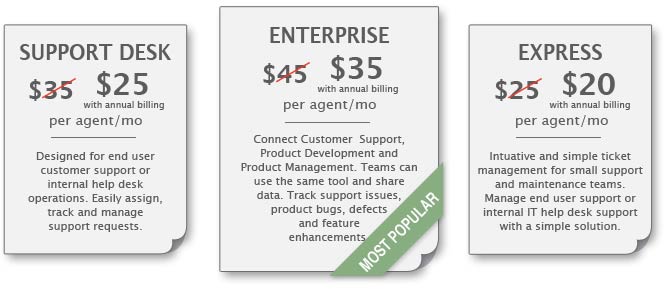 SUPPORT DESK
$35 $25
with annual billing
per agent/mo
Designed for end user
customer support or
internal help desk
operations. Easily assign,
track and manage
support requests.
ENTERPRISE
$45 $35
with annual billing
per agent/mo
Connect Customer Support,
Product Development and
Product Management. Teams can
use the same tool and share
data. Track support issues,
product bugs, defects
and feature
enhancements
MOST POPULAR
EXPRESS
$25 $20
with annual billing
per agent/mo
Intuative and simple ticket
management for small support
and maintenance teams.
Manage end user support or
internal IT help desk support
with a simple solution.